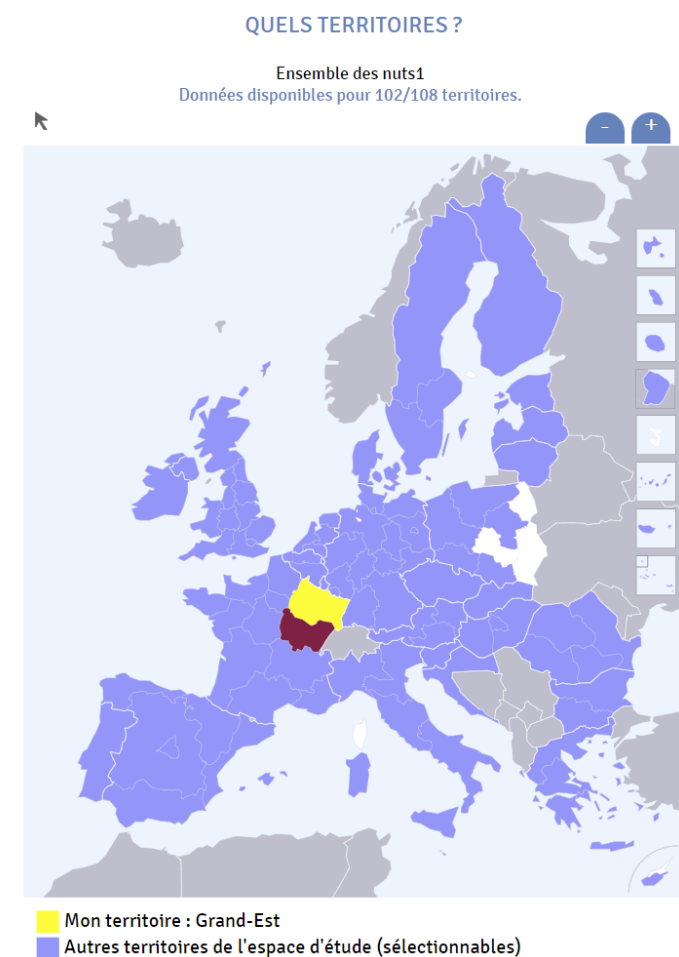 QUELS TERRITOIRES ?
Ensemble des nuts1
Données disponibles pour 102/108 territoires.
- +
Mon territoire : Grand-Est
Autres territoires de l'espace d'étude (sélectionnables)